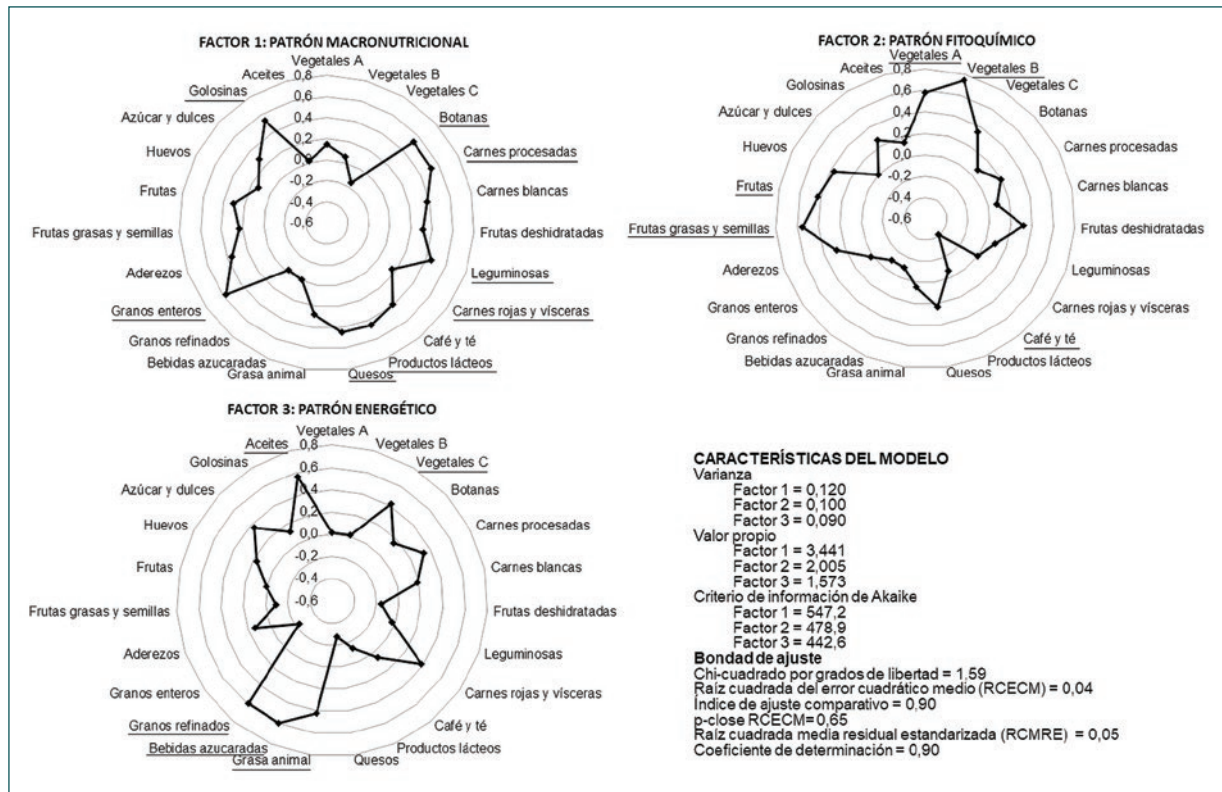 FACTOR 1: PATRÓN MACRONUTRICIONAL
Vegetales A
Vegetales B
Vegetales C
Botanas
Carnes procesadas
Carnes blancas
Frutas deshidratadas
Leguminosas
Carnes rojas y vísceras
Café y té
Productos lácteos
Quesos
Grasa animal
Bebidas azucaradas
Granos refinados
Granos enteros
Aderezos
Frutas grasas y semillas
Frutas
Huevos
Azúcar y dulces
Golosinas
Aceites
0,8
0,6
0,4
0,2
0,0
-0,2
-0,4
-0,6
FACTOR 2: PATRÓN FITOQUÍMICO
Vegetales A
Vegetales B
Vegetales C
Botanas
Carnes procesadas
Carnes blancas
Frutas deshidratadas
Leguminosas
Carnes rojas y vísceras
Café y té
Productos lácteos
Quesos
Grasa animal
Bebidas azucaradas
Granos refinados
Granos enteros
Aderezos
Frutas grasas y semillas
Frutas
Huevos
Azúcar y dulces
Golosinas
Aceites
0,8
0,6
0,4
0,2
0,0
-0,2
-0,4
-0,6
FACTOR 3: PATRÓN ENERGÉTICO
Vegetales A
Vegetales B
Vegetales C
Botanas
Carnes procesadas
Carnes blancas
Frutas deshidratadas
Leguminosas
Carnes rojas y vísceras
Café y té
Productos lácteos
Quesos
Grasa animal
Bebidas azucaradas
Granos refinados
Granos enteros
Aderezos
Frutas grasas y semillas
Frutas
Huevos
Azúcar y dulces
Golosinas
Aceites
0,8
0,6
0,4
0,2
0,0
-0,2
-0,4
-0,6
CARACTERÍSTICAS DEL MODELO
Varianza
Factor 1 = 0,120
Factor 2 = 0,100
Factor 3 = 0,090
Valor propio
Factor 1 = 3,441
Factor 2 = 2,005
Factor 3 = 1,573
Criterio de información de Akaike
Factor 1 = 547,2
Factor 2 = 478,9
Factor 3 = 442,6
Bondad de ajuste
Chi-cuadrado por grados de libertad = 1,59
Raíz cuadrada del error cuadrático medio (RCECM) = 0,04
Índice de ajuste comparativo = 0,90
p-close RCECM= 0,65
Raíz cuadrada media residual estandarizada (RCMRE) = 0,05
Coeficiente de determinación = 0,90